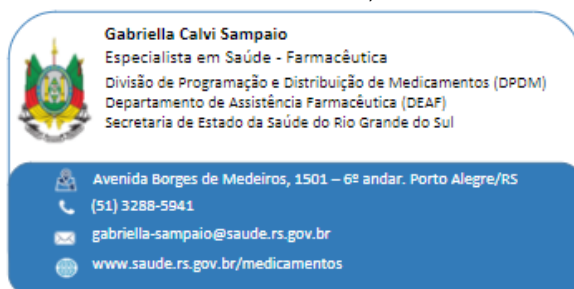 Gabriella Calvi Sampaio
Especialista em Saúde - Farmacêutica
Divisão de Programação e Distribuição de Medicamentos (DPDM)
Departamento de Assistência Farmacêutica (DEAF)
Secretaria de Estado da Saúde do Rio Grande do Sul
Avenida Borges de Medeiros, 1501 – 6º andar. Porto Alegre/RS
(51) 3288-5941
gabriella-sampaio@saude.rs.gov.br
www.saude.rs.gov.br/medicamentos